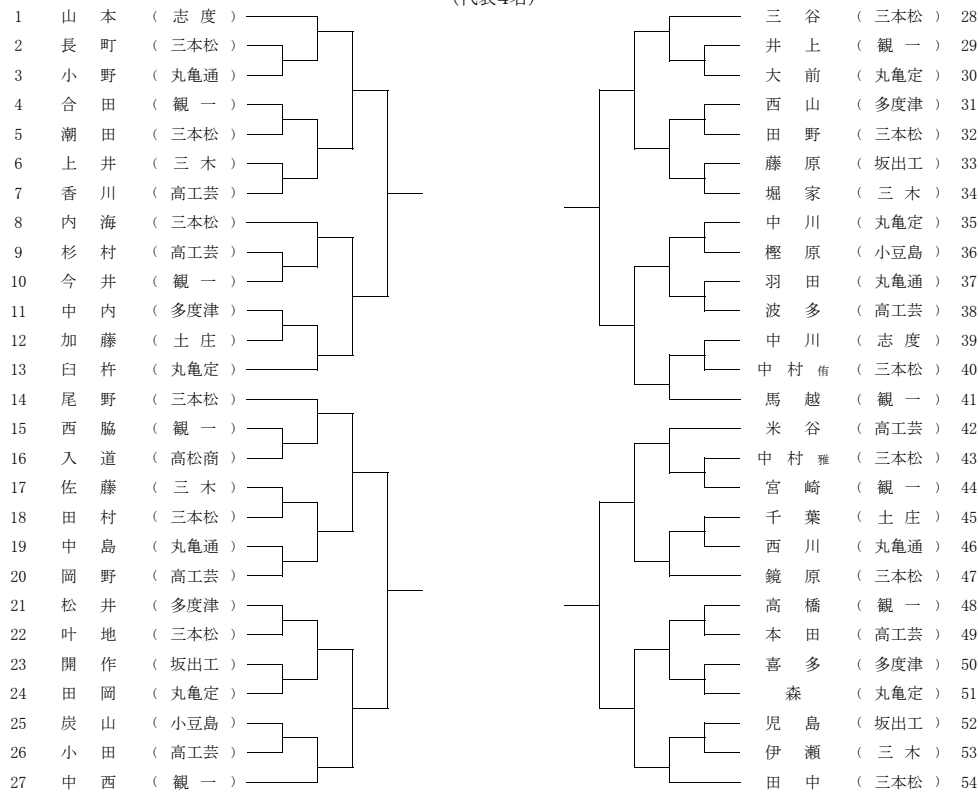 (代表4名)
1 山本 （志度）
2 長町 （三本松）
3 小野 （丸亀通）
4 合田 （観一）
5 潮田 （三本松）
6 上井 （三木）
7 香川 （高工芸）
8 内海 （三本松）
9 杉村 （高工芸）
10 今井 （観一）
11 中内 （多度津）
12 加藤 （土庄）
13 臼杵 （丸亀定）
14 尾野 （三本松）
15 西脇 （観一）
16 入道 （高松商）
17 佐藤 （三木）
18 田村 （三本松）
19 中島 （丸亀通）
20 岡野 （高工芸）
21 松井 （多度津）
22 叶地 （三本松）
23 開作 （坂出工）
24 田岡 （丸亀定）
25 炭山 （小豆島）
26 小田 （高工芸）
27 中西 （観一）
三谷 （三本松） 28
井上 （観一） 29
大前 （丸亀定） 30
西山 （多度津） 31
田野 （三本松） 32
藤原 （坂出工） 33
堀家 （三木） 34
中川 （丸亀定） 35
樫原 （小豆島） 36
羽田 （丸亀通） 37
波多 （高工芸） 38
中川 （志度） 39
中村侑 （三本松） 40
馬越 （観一） 41
米谷 （高工芸） 42
中村雅 （三本松） 43
宮崎 （観一） 44
千葉 （土庄） 45
西川 （丸亀通） 46
鏡原 （三本松） 47
高橋 （観一） 48
本田 （高工芸） 49
喜多 （多度津） 50
森 （丸亀定） 51
児島 （坂出工） 52
伊瀬 （三木） 53
田中 （三本松） 54